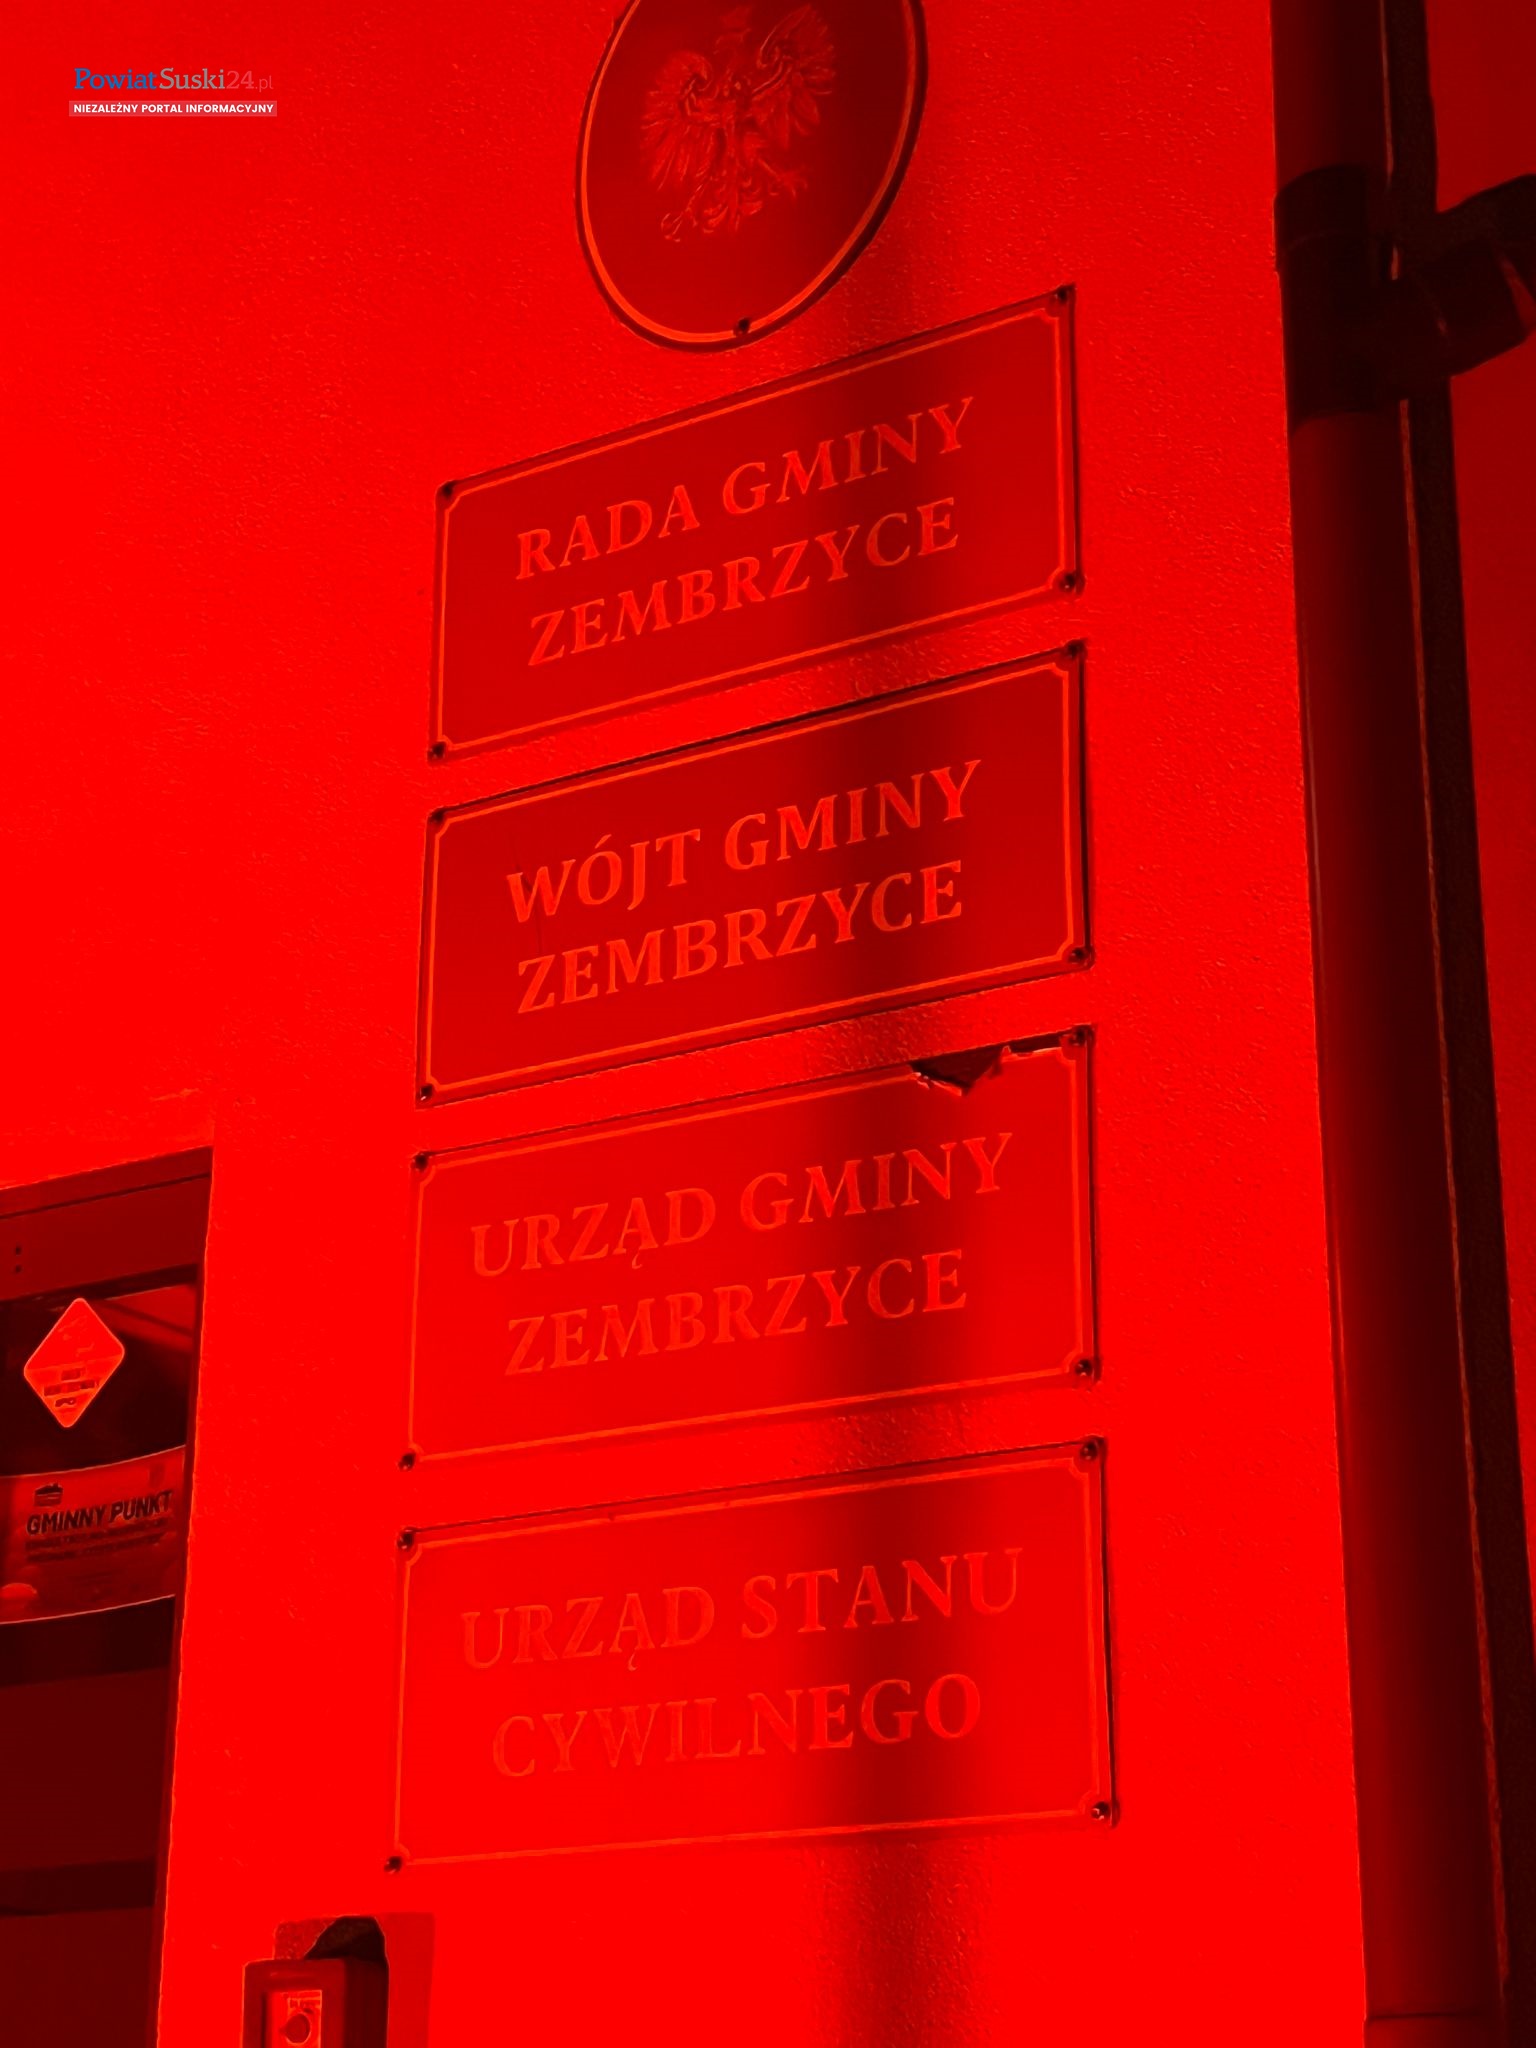 PowiatSuski24.pl
NIEZALEŻNY PORTAL INFORMACYJNY
RADA GMINY
ZEMBRZYCE
WÓJT GMINY
ZEMBRZYCE
URZĄD GMINY
ZEMBRZYCE
URZĄD STANU
CYWILNEGO
GMINNY PUNKT